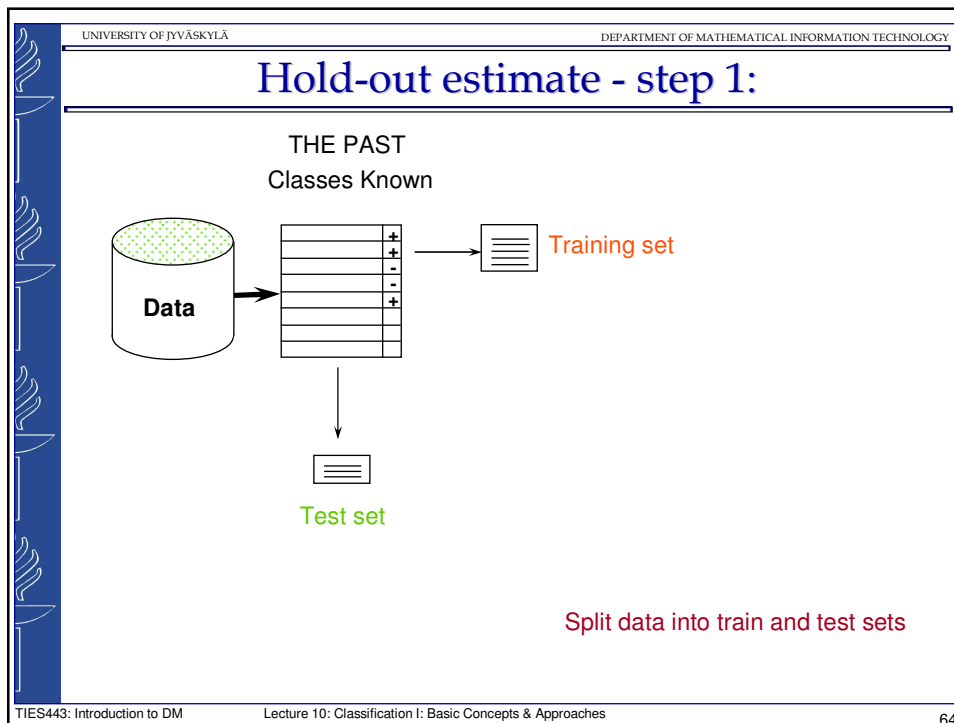 UNIVERSITY OF JYVÄSKYLÄ
DEPARTMENT OF MATHEMATICAL INFORMATION TECHNOLOGY
Hold-out estimate - step 1:
THE PAST
Classes Known
Data
+
+
-
-
+
Training set
Test set
Split data into train and test sets
TIES443: Introduction to DM
Lecture 10: Classification I: Basic Concepts & Approaches
64